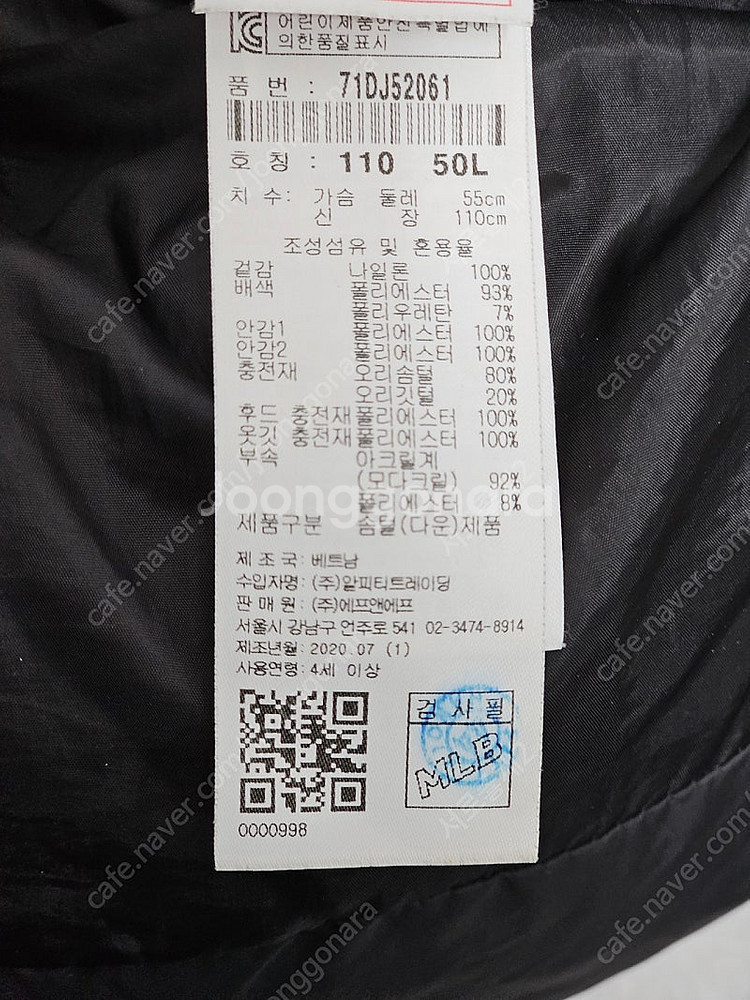 어린이제품안전특별법에
의한품질표시
품 번 : 71DJ52061
호 칭 : 110 50L
치 수: 가슴 둘레 55cm
신 장 110cm
조성섬유 및 혼용율
겉감 나일론 100%
배색 폴리에스터 93%
폴리우레탄 7%
안감1 폴리에스터 100%
안감2 폴리에스터 100%
충전재 오리솜털 80%
오리깃털 20%
후드 충전재 폴리에스터 100%
옷깃 충전재 폴리에스터 100%
부속 아크릴계
(모다크릴) 92%
폴리에스터 8%
제품구분 솜털(다운)제품
제 조 국: 베트남
수입자명: (주)알피티트레이딩
판 매 원: (주)에프앤에프
서울시 강남구 언주로 541 02-3474-8914
제조년월: 2020.07 (1)
사용연령: 4세 이상
검 사 필
MLB
0000998
joonggonara
cafe.naver.com/joonggonara